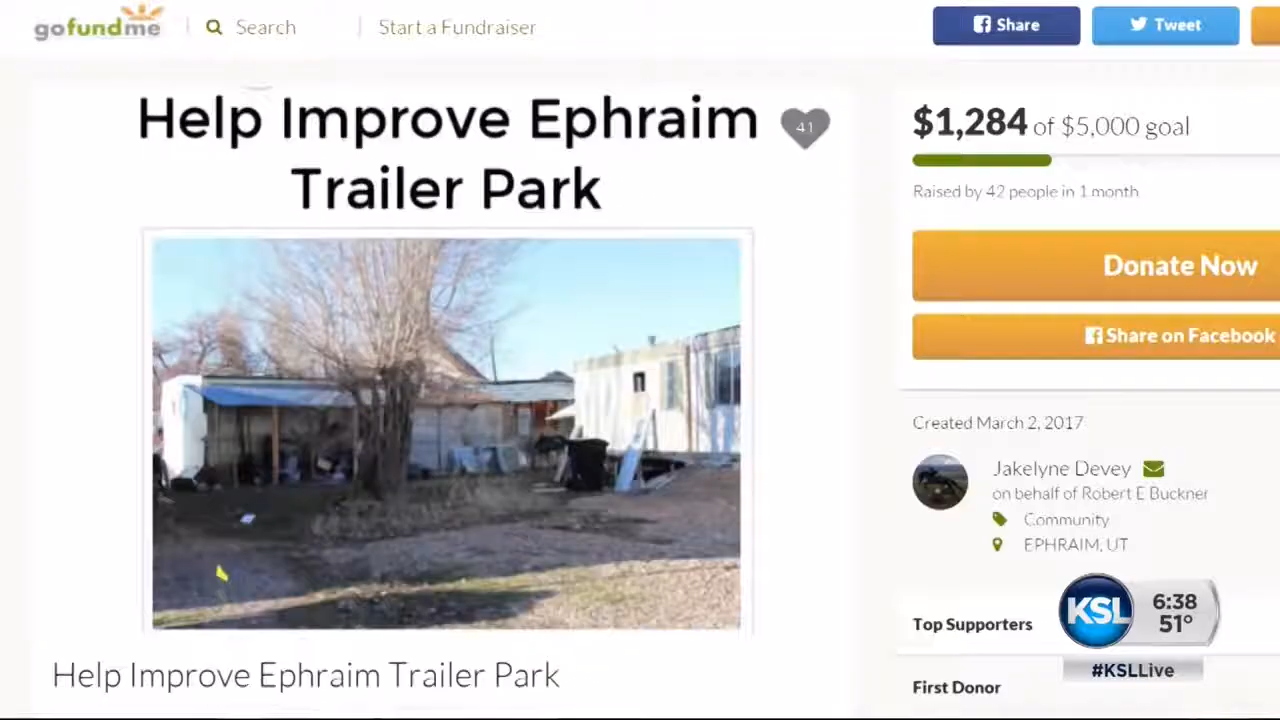 gofundme
Search
Start a Fundraiser
Share
Tweet
Help Improve Ephraim
Trailer Park
41
Help Improve Ephraim Trailer Park
$1,284 of $5,000 goal
Raised by 42 people in 1 month
Donate Now
Share on Facebook
Created March 2, 2017
Jakelyne Devey
on behalf of Robert E Buckner
Community
EPHRAIM, UT
Top Supporters
First Donor
KSL
6:38
51°
#KSLLive